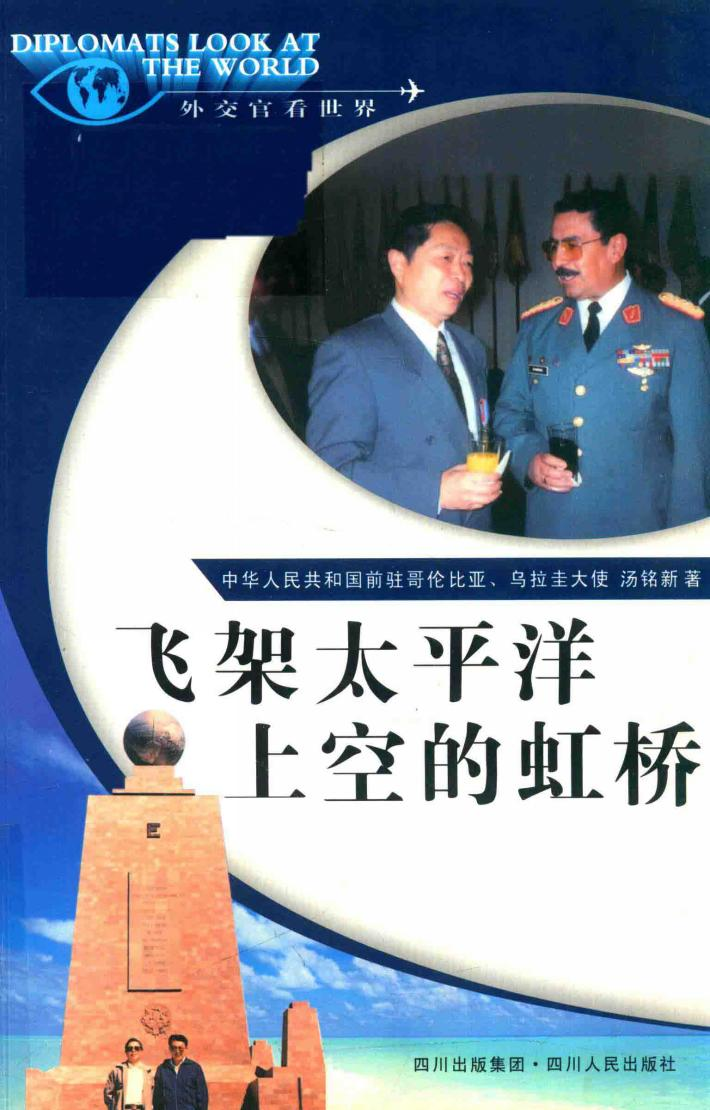 DIPLOMATS LOOK AT
THE WORLD
外交官看世界
中华人民共和国前驻哥伦比亚、乌拉圭大使 汤铭新 著
飞架太平洋
上空的虹桥
E
四川出版集团·四川人民出版社